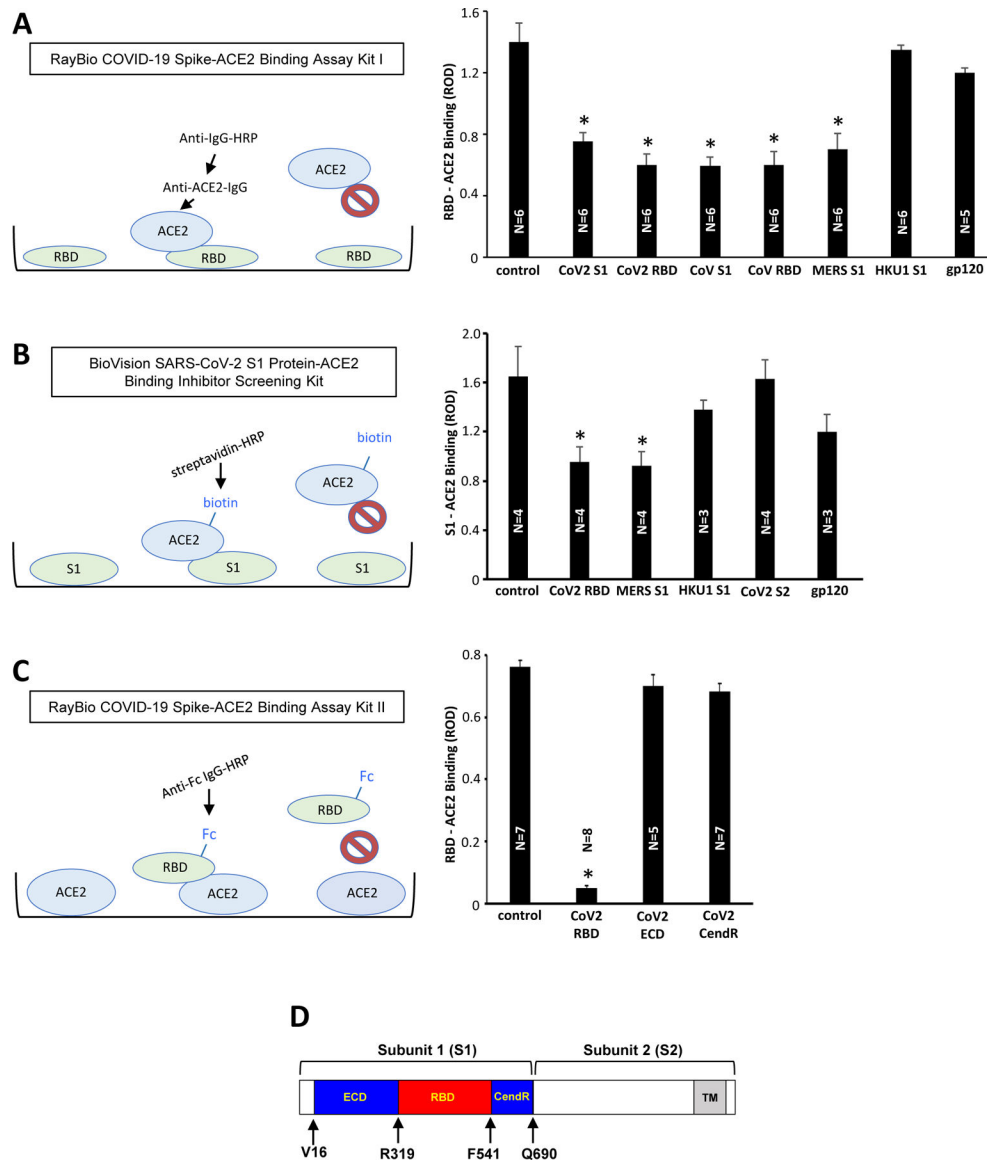 A
RayBio COVID-19 Spike-ACE2 Binding Assay Kit I
Anti-IgG-HRP
Anti-ACE2-IgG
ACE2
ACE2
RBD
RBD
RBD
RBD - ACE2 Binding (ROD)
1.6
1.2
0.8
0.4
0
*
*
*
*
*
N=6
N=6
N=6
N=6
N=6
N=6
N=6
N=5
control
CoV2 S1
CoV2 RBD
CoV S1
CoV RBD
MERS S1
HKU1 S1
gp120
B
BioVision SARS-CoV-2 S1 Protein-ACE2
Binding Inhibitor Screening Kit
streptavidin-HRP
biotin
biotin
ACE2
ACE2
S1
S1
S1
S1 - ACE2 Binding (ROD)
2.0
1.6
1.2
0.8
0.4
0
*
*
N=4
N=4
N=4
N=3
N=4
N=3
control
CoV2 RBD
MERS S1
HKU1 S1
CoV2 S2
gp120
C
RayBio COVID-19 Spike-ACE2 Binding Assay Kit II
Anti-Fc IgG-HRP
Fc
Fc
RBD
RBD
ACE2
ACE2
ACE2
RBD - ACE2 Binding (ROD)
0.8
0.6
0.4
0.2
0
N=7
N=8
*
N=5
N=7
control
CoV2
RBD
CoV2
ECD
CoV2
CendR
D
Subunit 1 (S1)
Subunit 2 (S2)
ECD
RBD
CendR
TM
V16
R319
F541
Q690